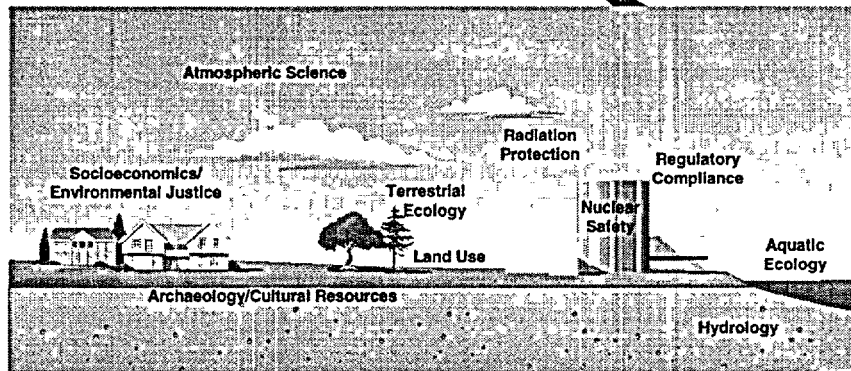 Atmospheric Science
Radiation
Protection
Regulatory
Compliance
Socioeconomics/
Environmental Justice
Terrestrial
Ecology
Nuclear
Safety
Land Use
Aquatic
Ecology
Archaeology/Cultural Resources
Hydrology